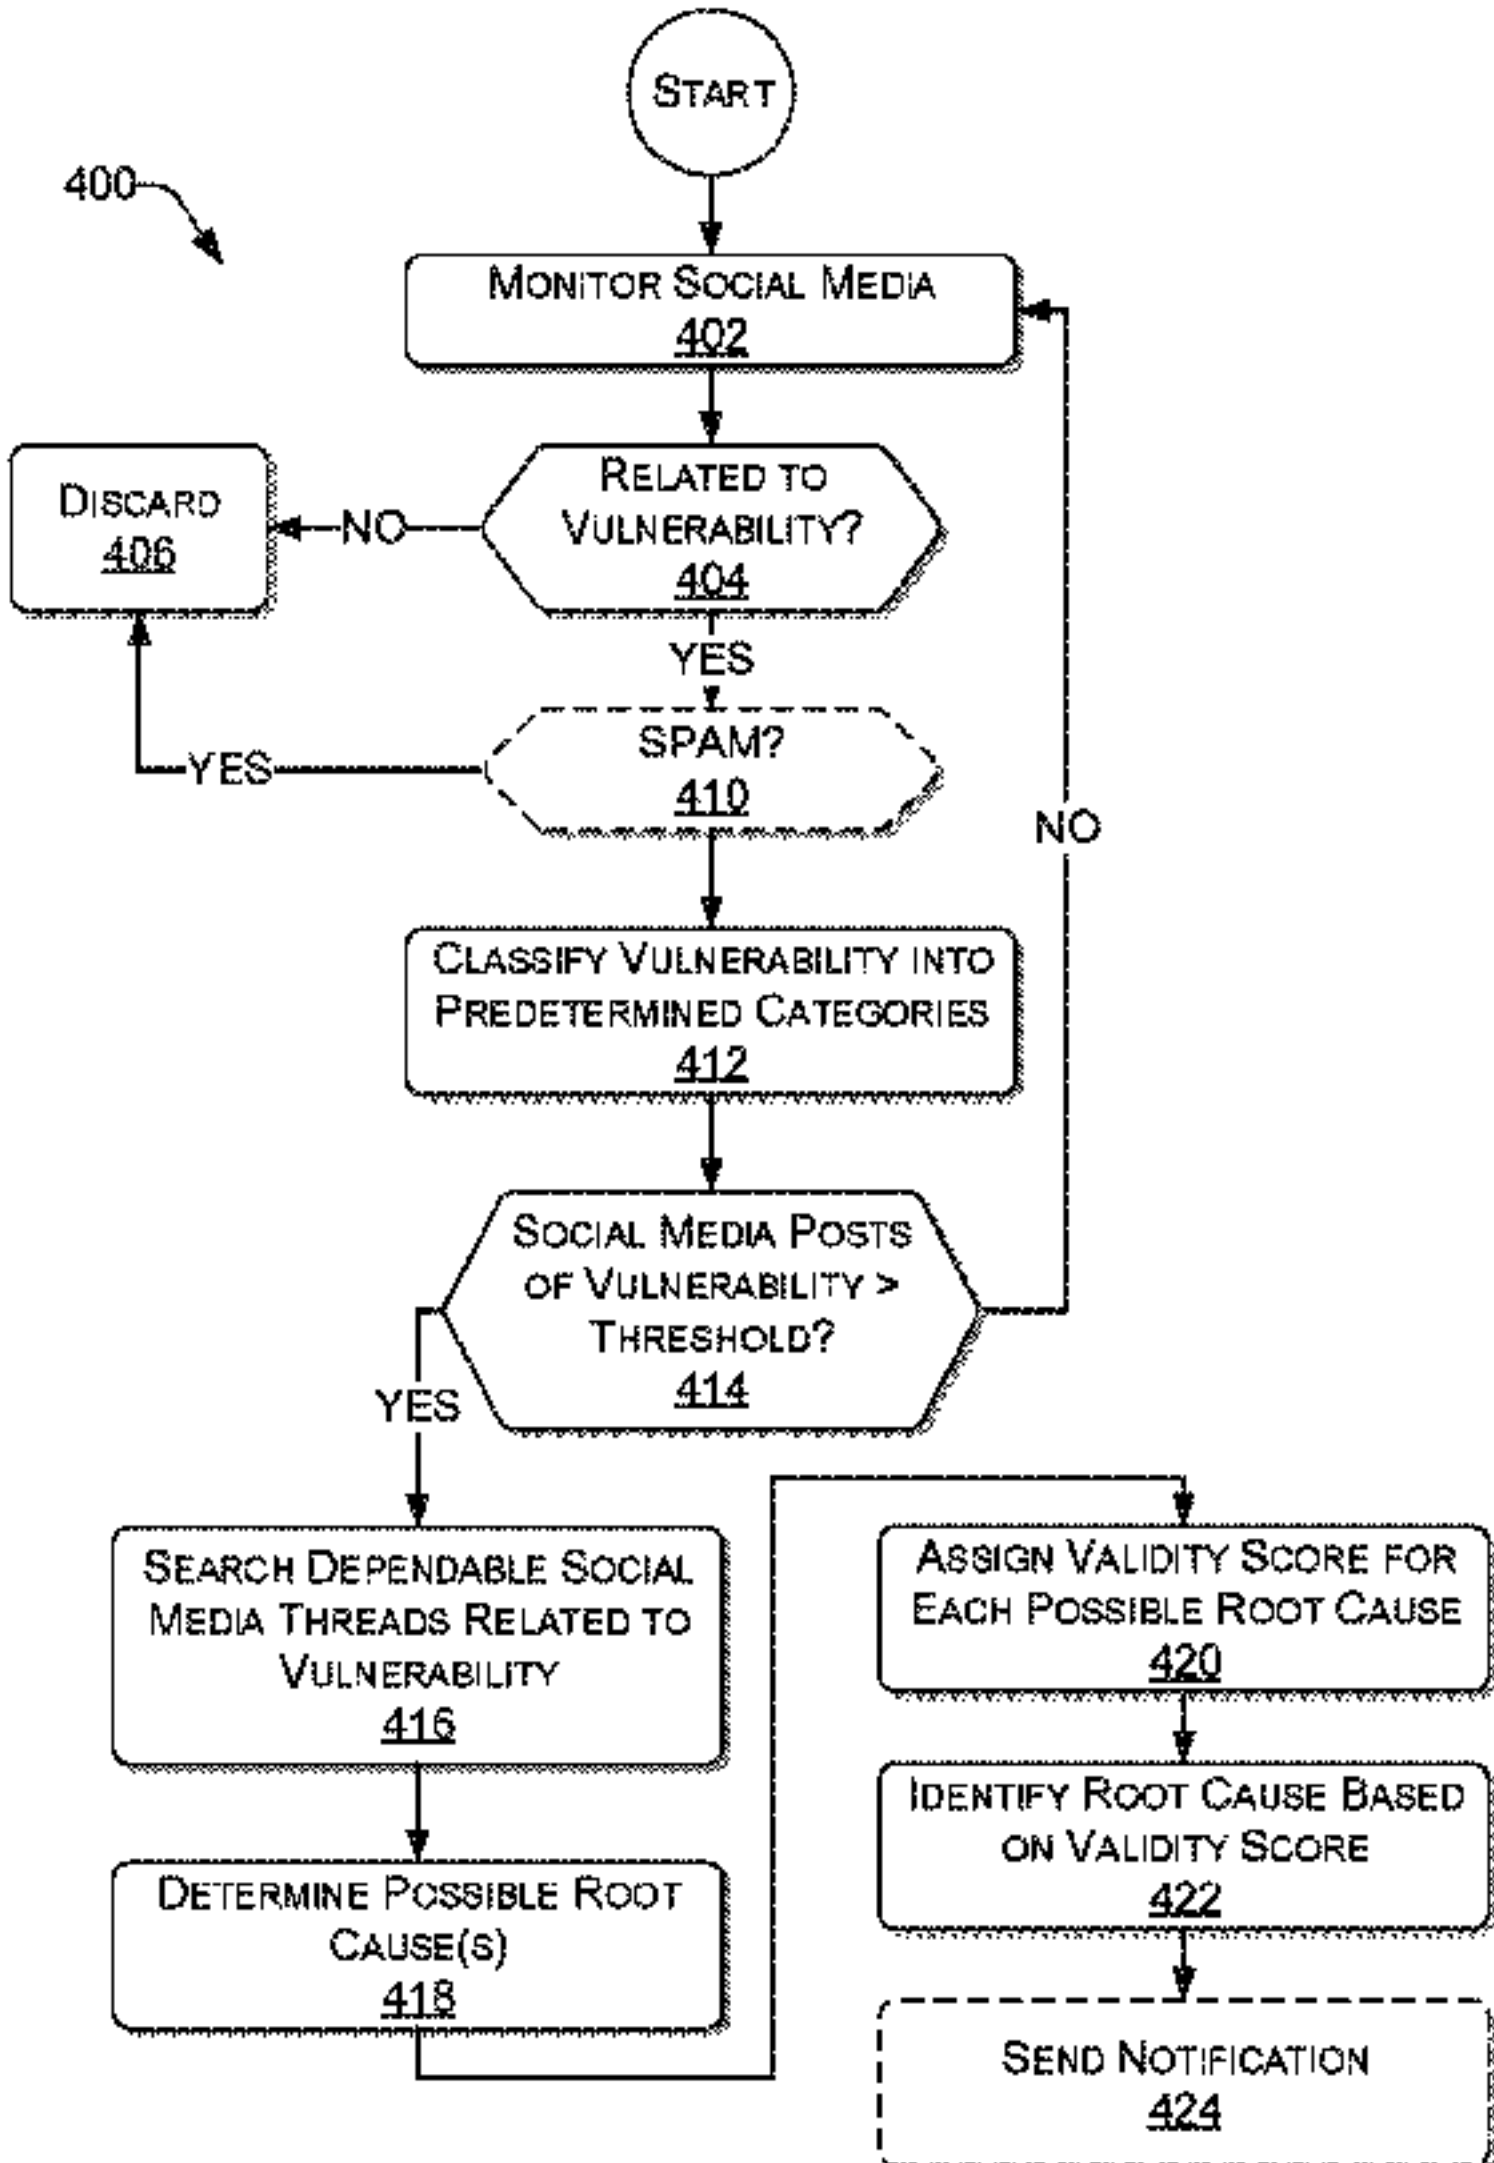 START
400
MONITOR SOCIAL MEDIA
402
RELATED TO
VULNERABILITY?
404
NO
DISCARD
406
YES
SPAM?
410
YES
NO
CLASSIFY VULNERABILITY INTO
PREDETERMINED CATEGORIES
412
SOCIAL MEDIA POSTS
OF VULNERABILITY >
THRESHOLD?
414
YES
SEARCH DEPENDABLE SOCIAL
MEDIA THREADS RELATED TO
VULNERABILITY
416
DETERMINE POSSIBLE ROOT
CAUSE(S)
418
ASSIGN VALIDITY SCORE FOR
EACH POSSIBLE ROOT CAUSE
420
IDENTIFY ROOT CAUSE BASED
ON VALIDITY SCORE
422
SEND NOTIFICATION
424